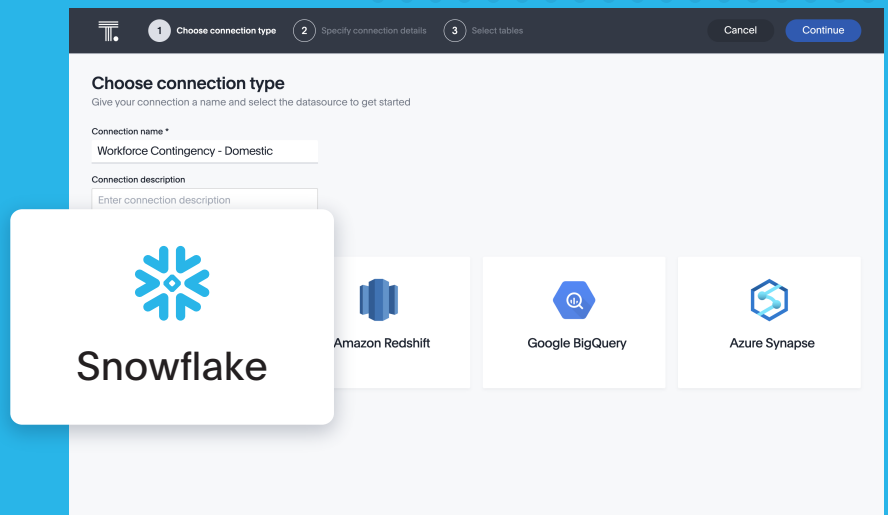 1 Choose connection type 2 Specify connection details 3 Select tables Cancel Continue
Choose connection type
Give your connection a name and select the datasource to get started
Connection name *
Workforce Contingency - Domestic
Connection description
Enter connection description
Snowflake
Amazon Redshift
Google BigQuery
Azure Synapse